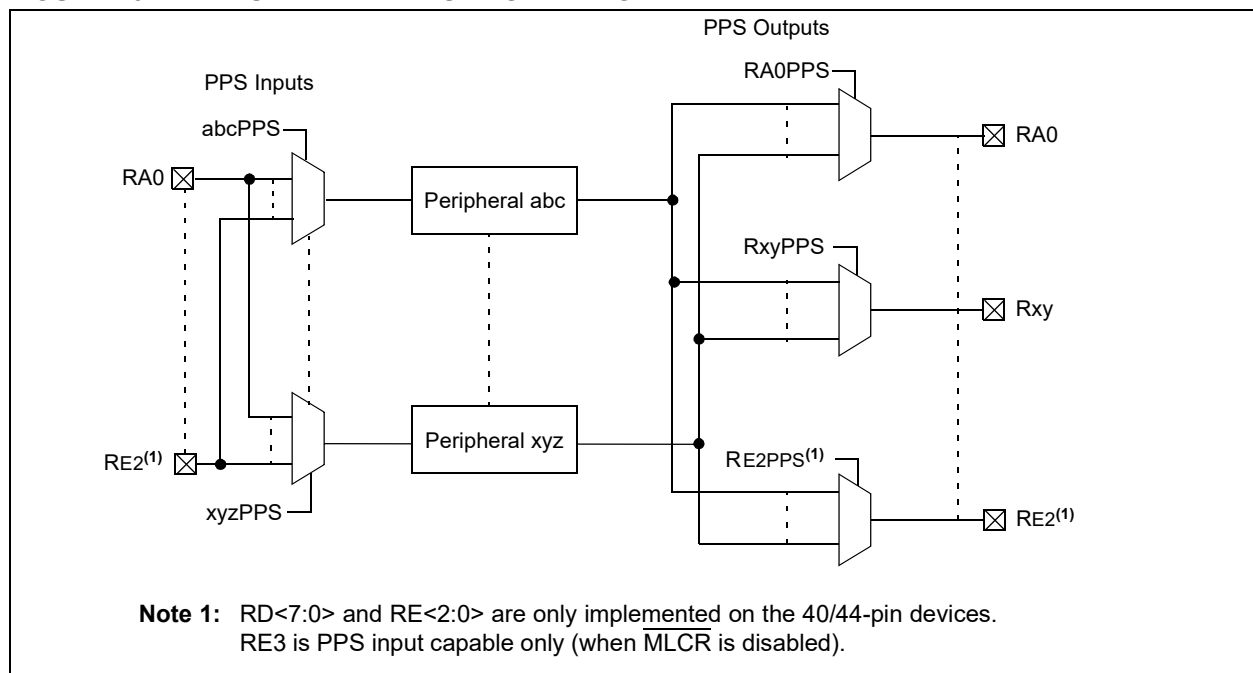 PPS Outputs
RA0PPS
PPS Inputs
abcPPS
RA0
RA0
Peripheral abc
RxyPPS
Rxy
Peripheral xyz
RE2(1)
RE2PPS(1)
xyzPPS
RE2(1)
Note 1: RD<7:0> and RE<2:0> are only implemented on the 40/44-pin devices.
RE3 is PPS input capable only (when MLCR is disabled).